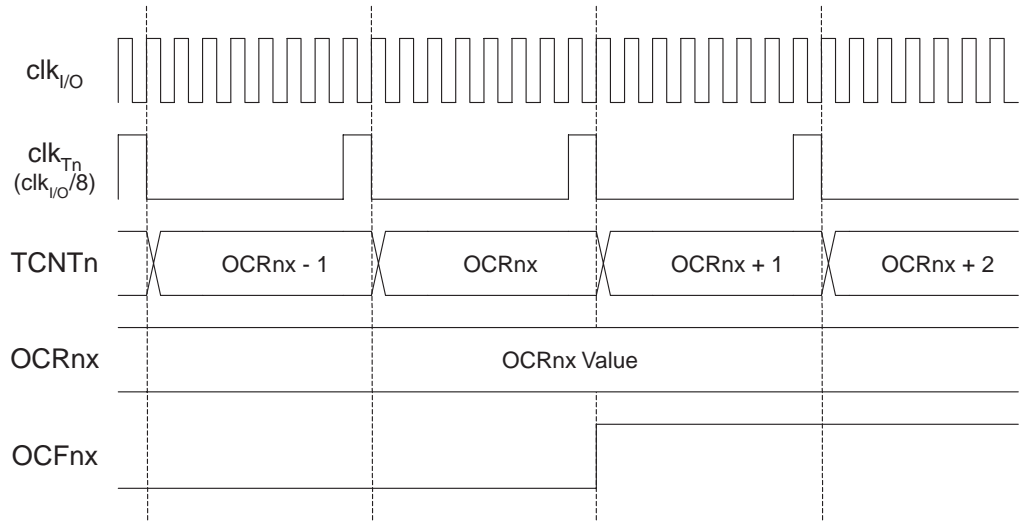 clkI/O
clkTn
(clkI/O/8)
TCNTn
OCRnx - 1
OCRnx
OCRnx + 1
OCRnx + 2
OCRnx
OCRnx Value
OCFnx